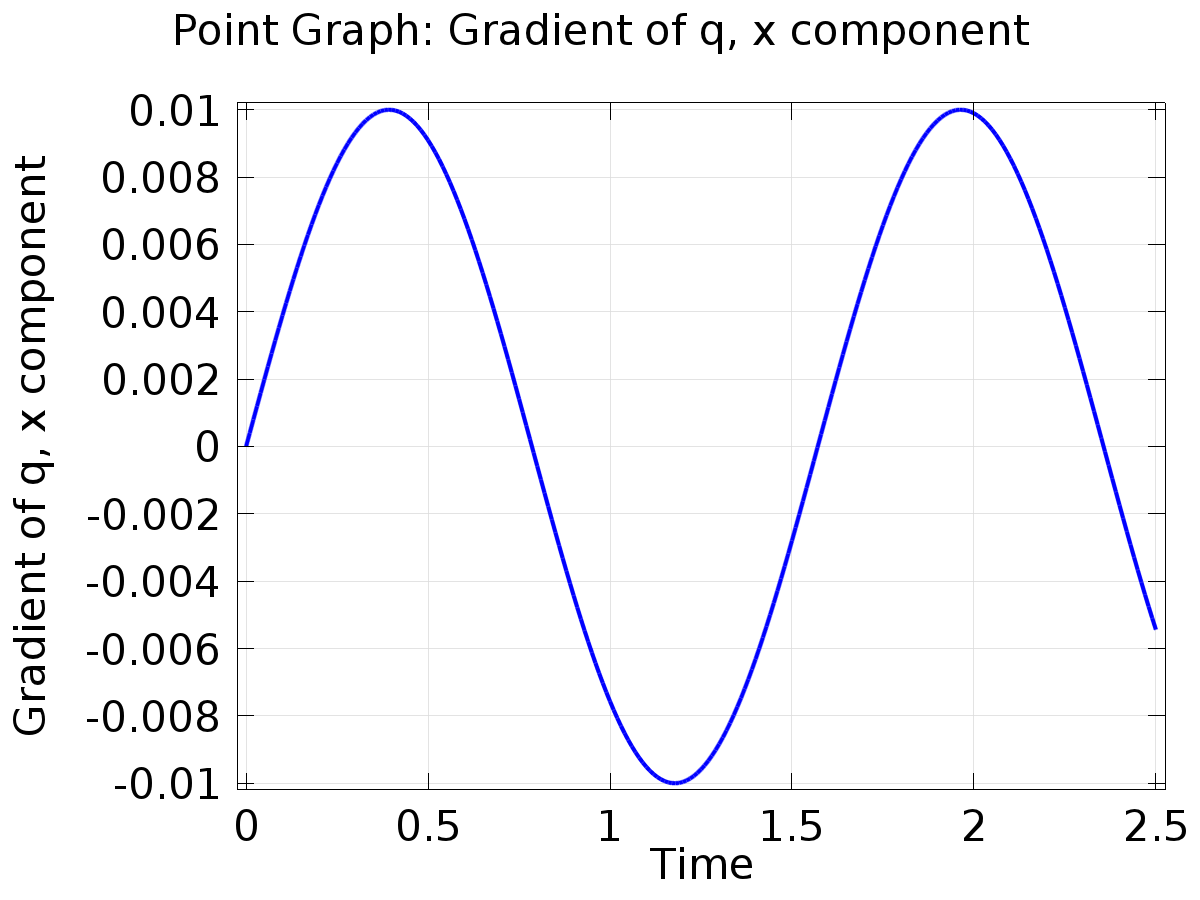 Point Graph: Gradient of q, x component
Gradient of q, x component
0.01
0.008
0.006
0.004
0.002
0
-0.002
-0.004
-0.006
-0.008
-0.01
0 0.5 1 1.5 2 2.5
Time